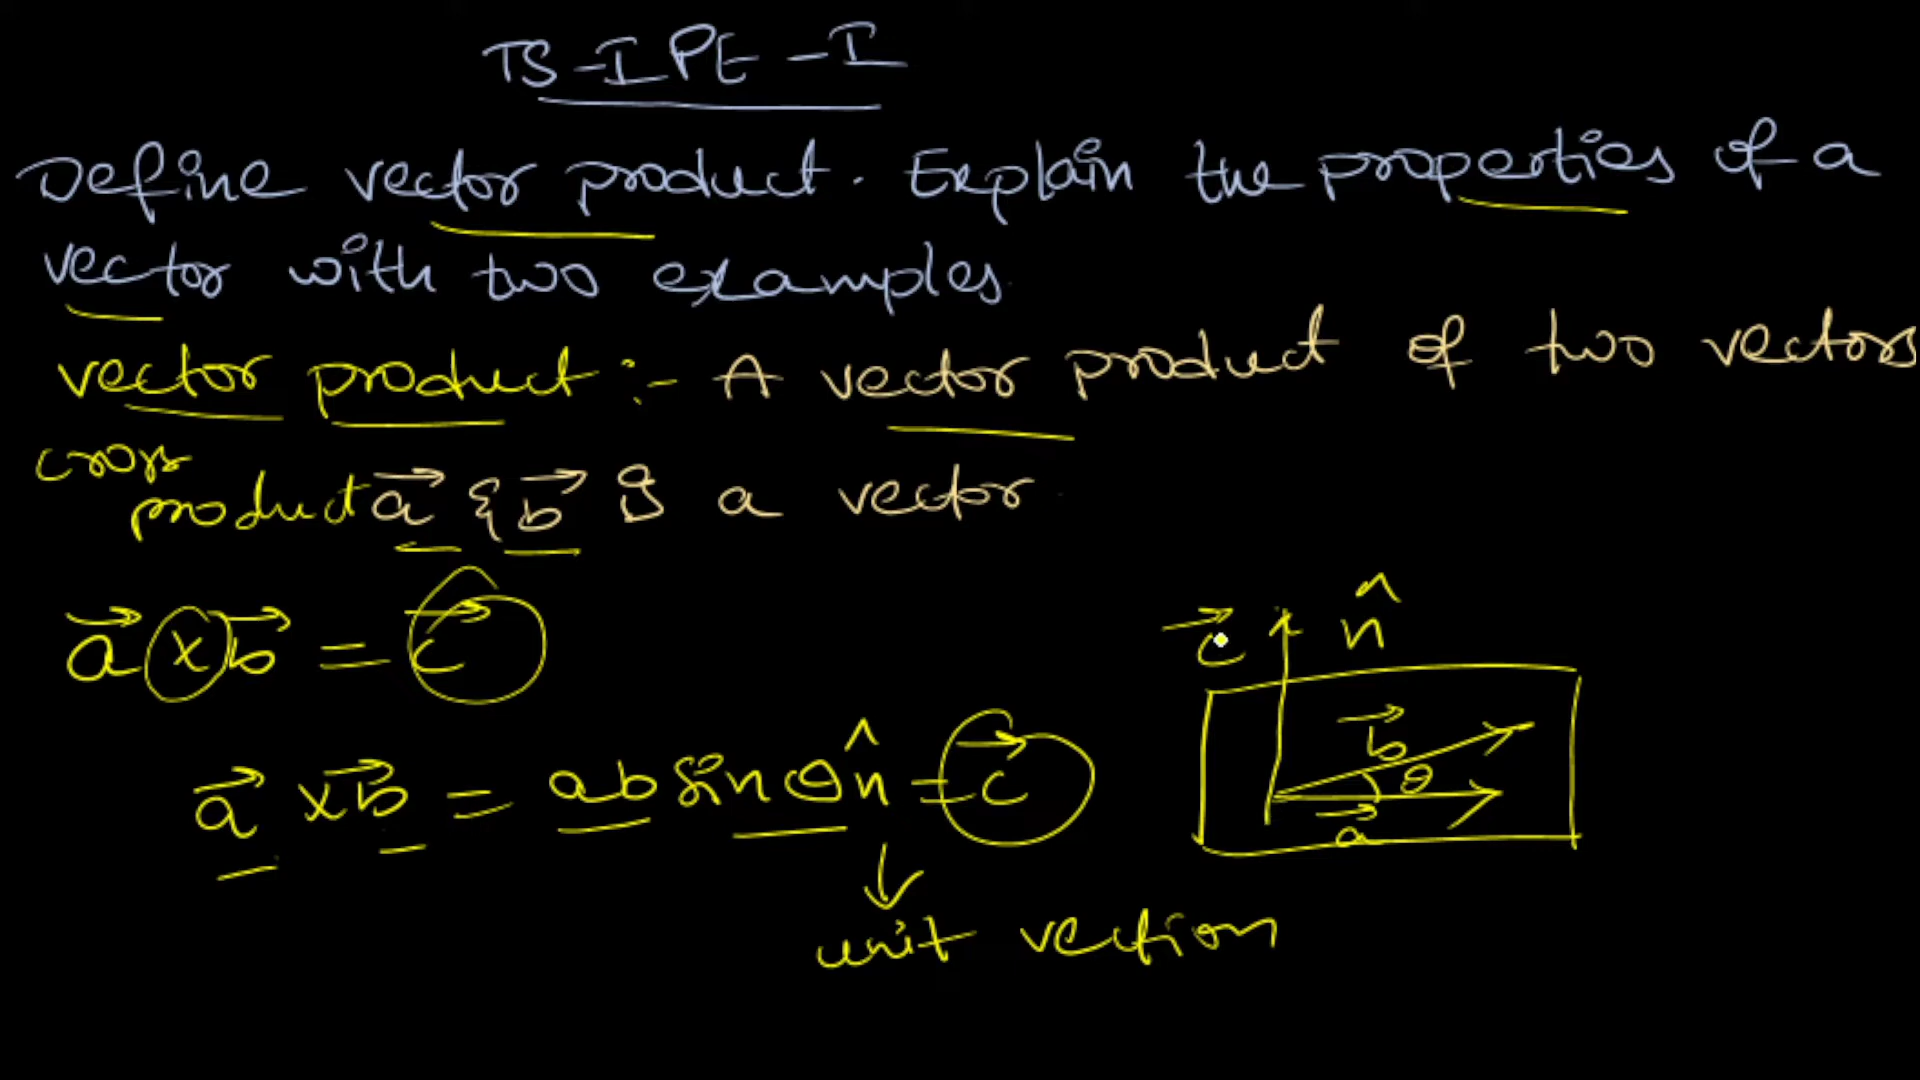 TS-IPE-I
Define vector product. Explain the properties of a
vector with two examples.
vector product :- A vector product of two vectors
cross
product a⃗ & b⃗ is a vector.
a⃗ × b⃗ = c⃗
a⃗ × b⃗ = ab sin θ n̂ = c⃗
unit vection
c⃗ n̂
b⃗
θ
a⃗